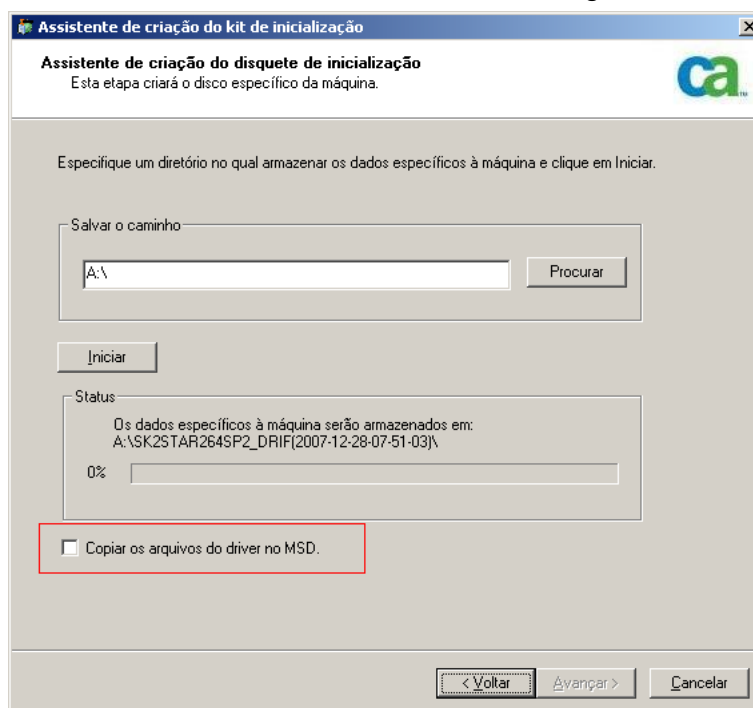 Assistente de criação do kit de inicialização
Assistente de criação do disquete de inicialização
Esta etapa criará o disco específico da máquina.
ca
Especifique um diretório no qual armazenar os dados específicos à máquina e clique em Iniciar.
Salvar o caminho
A:\
Procurar
Iniciar
Status
Os dados específicos à máquina serão armazenados em:
A:\SK2STAR264SP2_DRIF(2007-12-28-07-51-03)\
0%
Copiar os arquivos do driver no MSD.
< Voltar
Avançar >
Cancelar